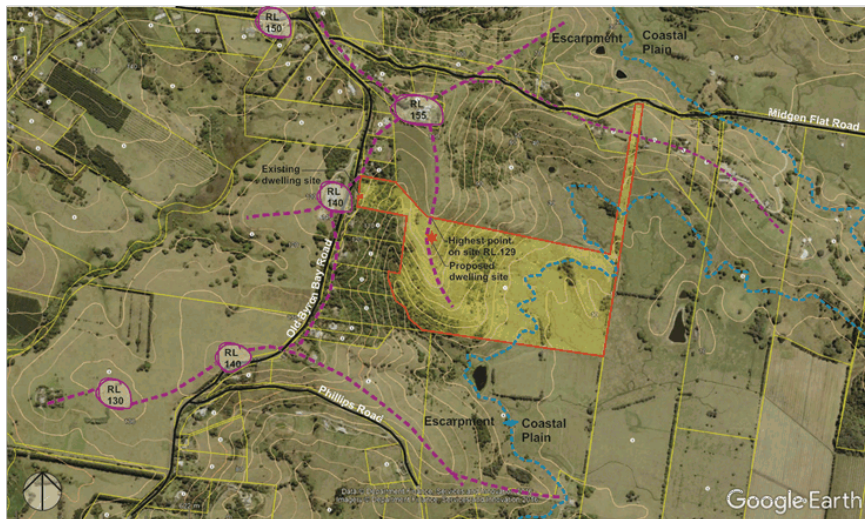 RL
150
Escarpment
Coastal
Plain
RL
155
Midgen Flat Road
Existing
dwelling site
RL
140
Highest point
on site RL.129
Proposed
dwelling site
Old Byron Bay Road
RL
140
RL
130
Phillips Road
Escarpment
Coastal
Plain
Google Earth